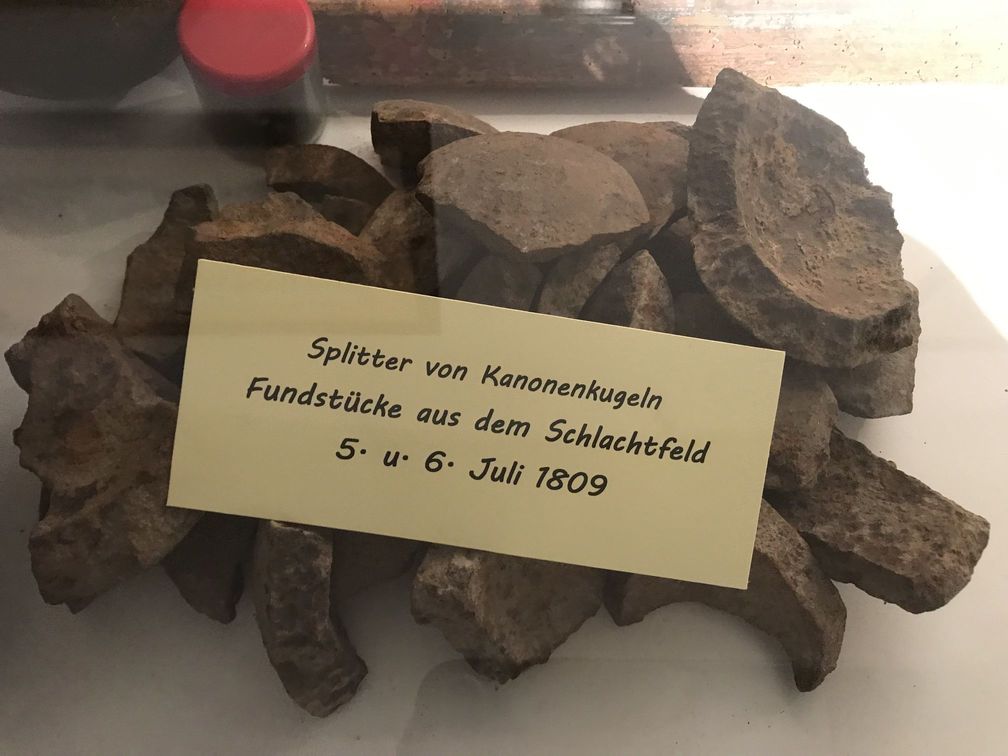 Splitter von Kanonenkugeln
Fundstücke aus dem Schlachtfeld
5. u. 6. Juli 1809